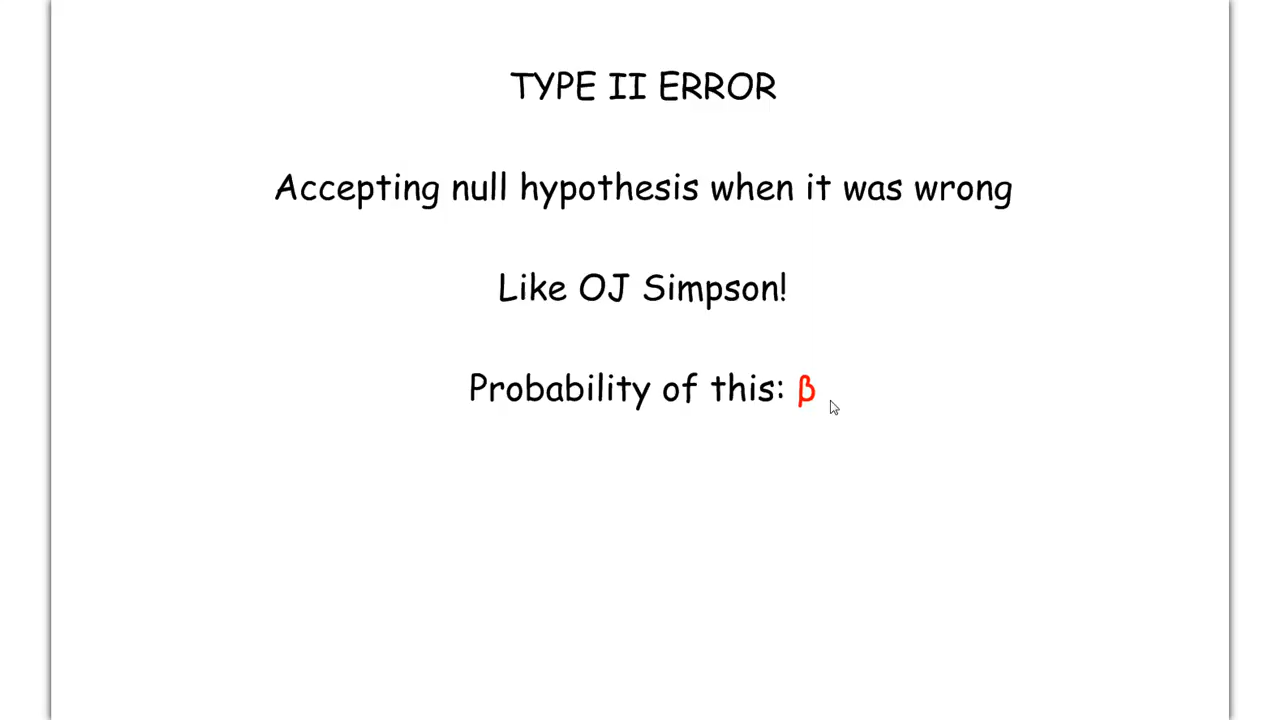 TYPE II ERROR
Accepting null hypothesis when it was wrong
Like OJ Simpson!
Probability of this: β